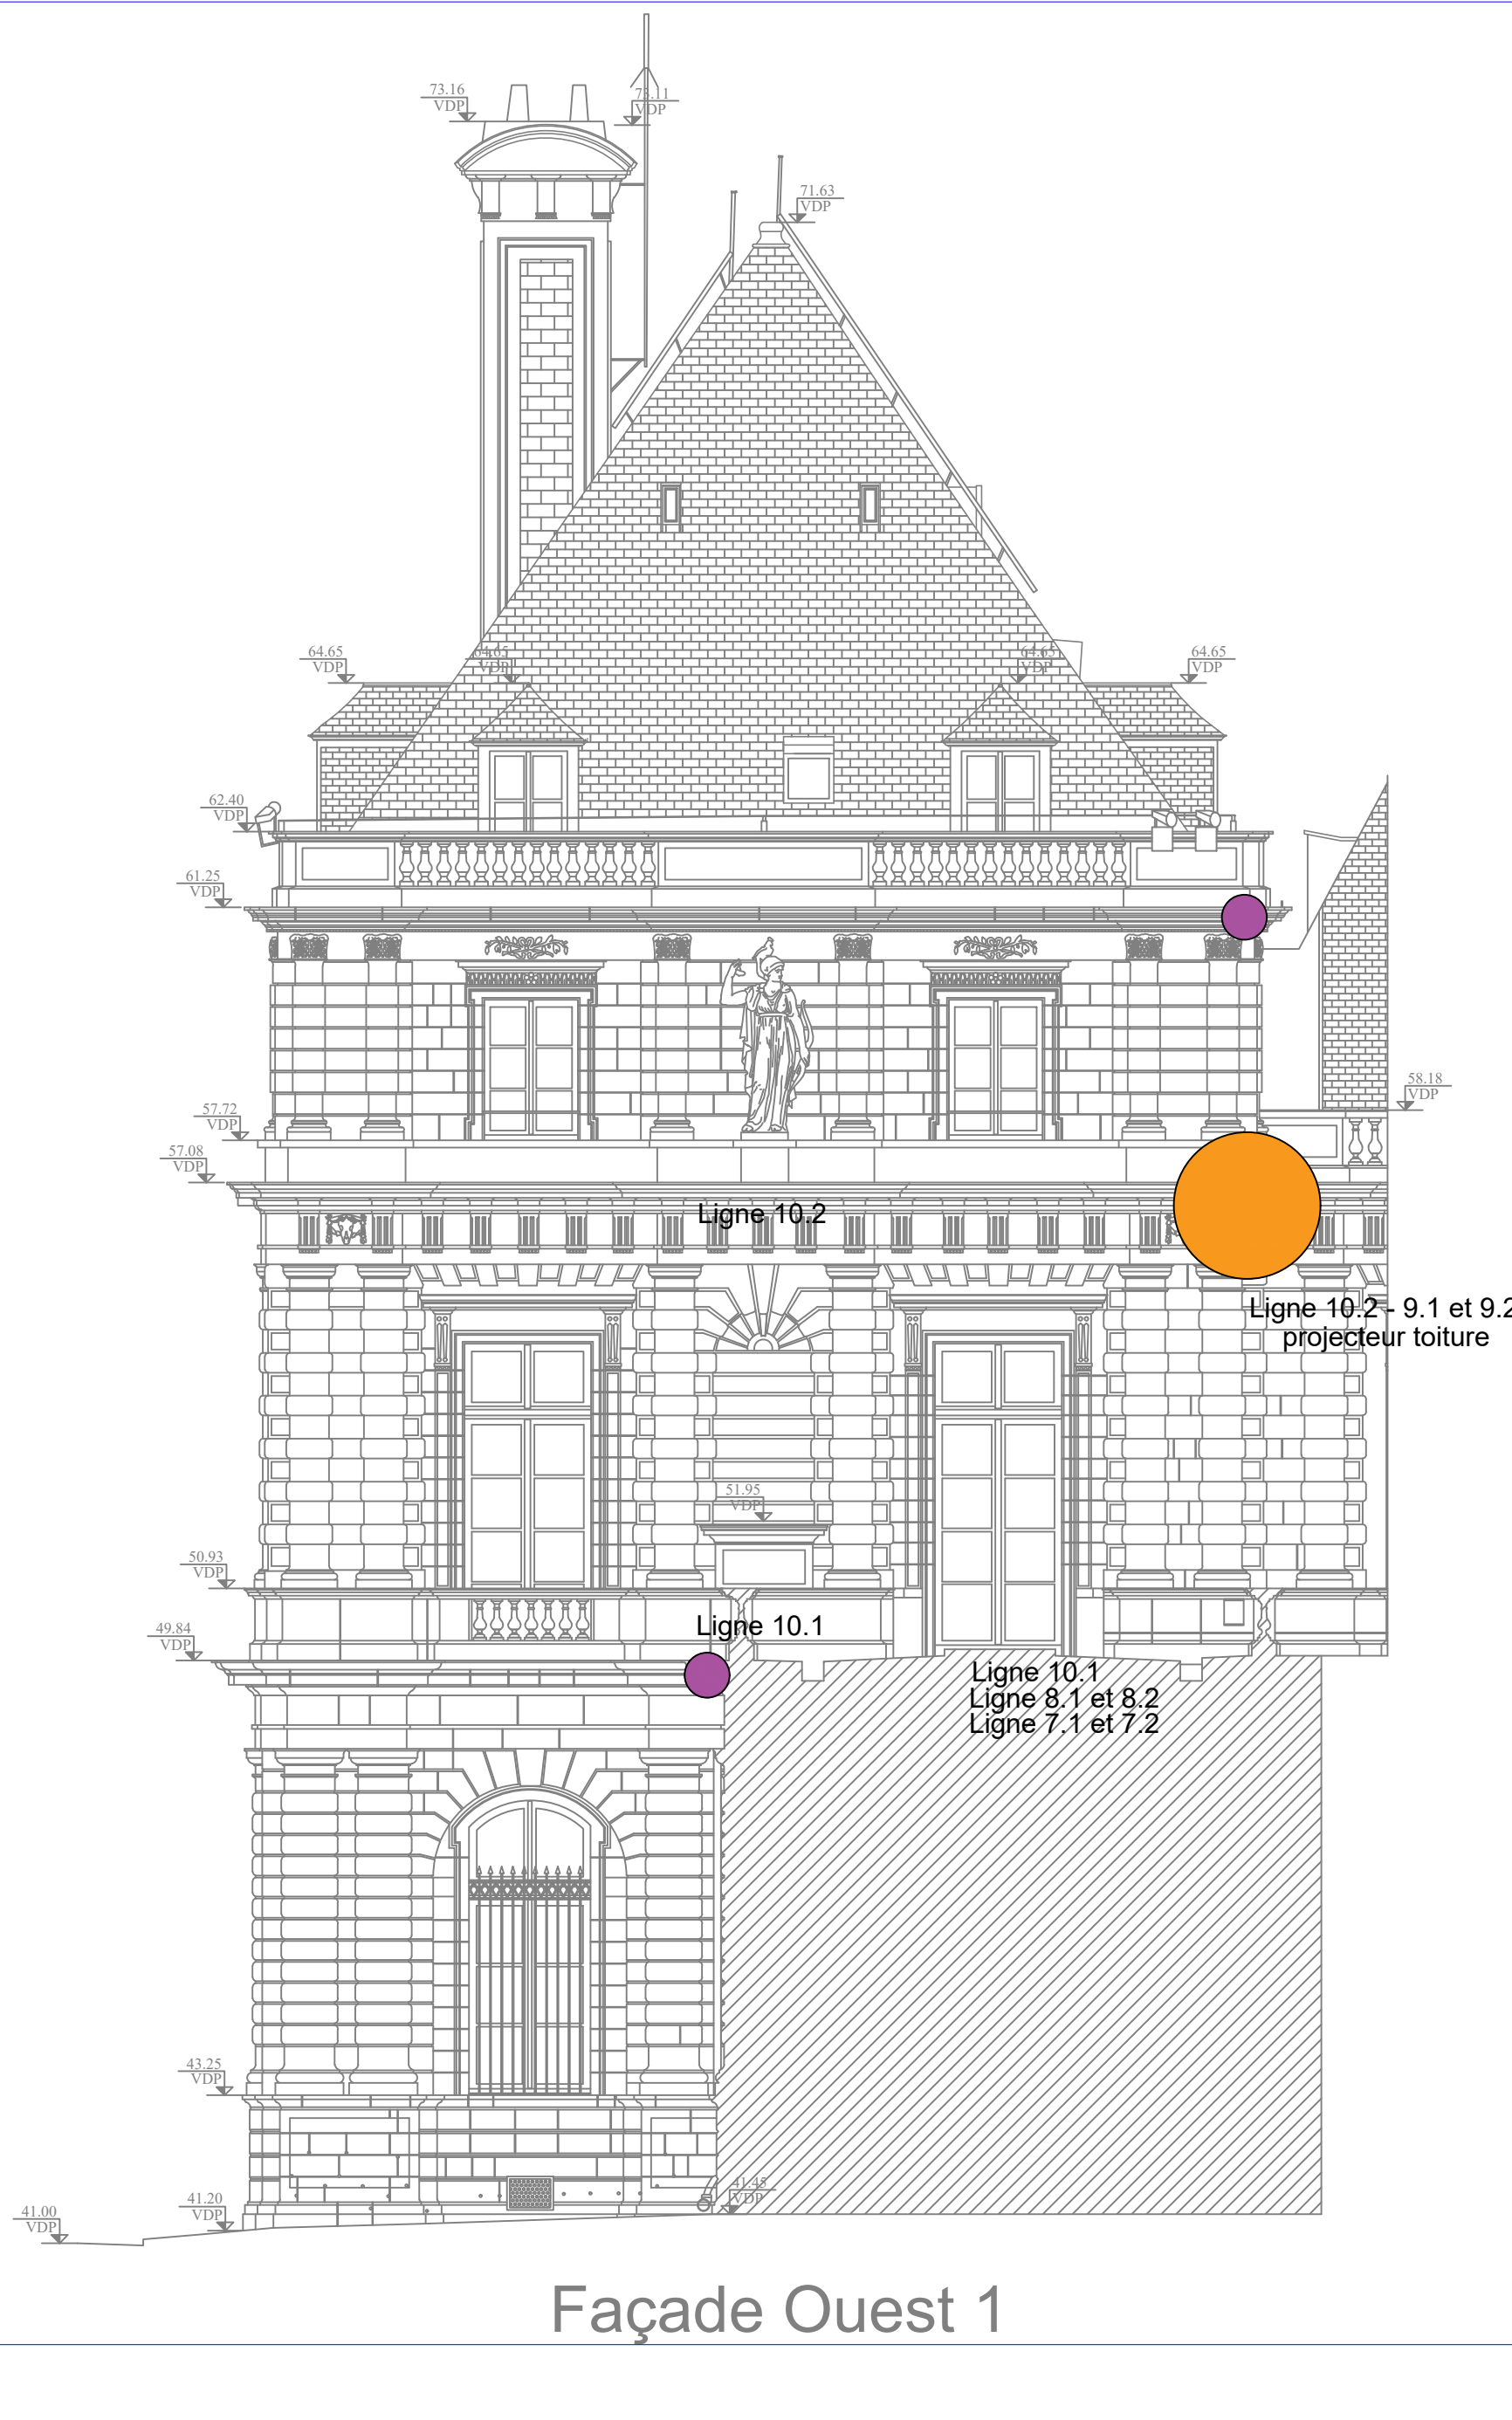 73.16
VDP
73.11
VDP
71.63
VDP
64.65
VDP
64.65
VDP
64.65
VDP
64.65
VDP
62.40
VDP
61.25
VDP
58.18
VDP
57.72
VDP
57.08
VDP
Ligne 10.2
Ligne 10.2 - 9.1 et 9.2
projecteur toiture
51.95
VDP
50.93
VDP
49.84
VDP
Ligne 10.1
Ligne 10.1
Ligne 8.1 et 8.2
Ligne 7.1 et 7.2
43.25
VDP
41.45
VDP
41.20
VDP
41.00
VDP
Façade Ouest 1